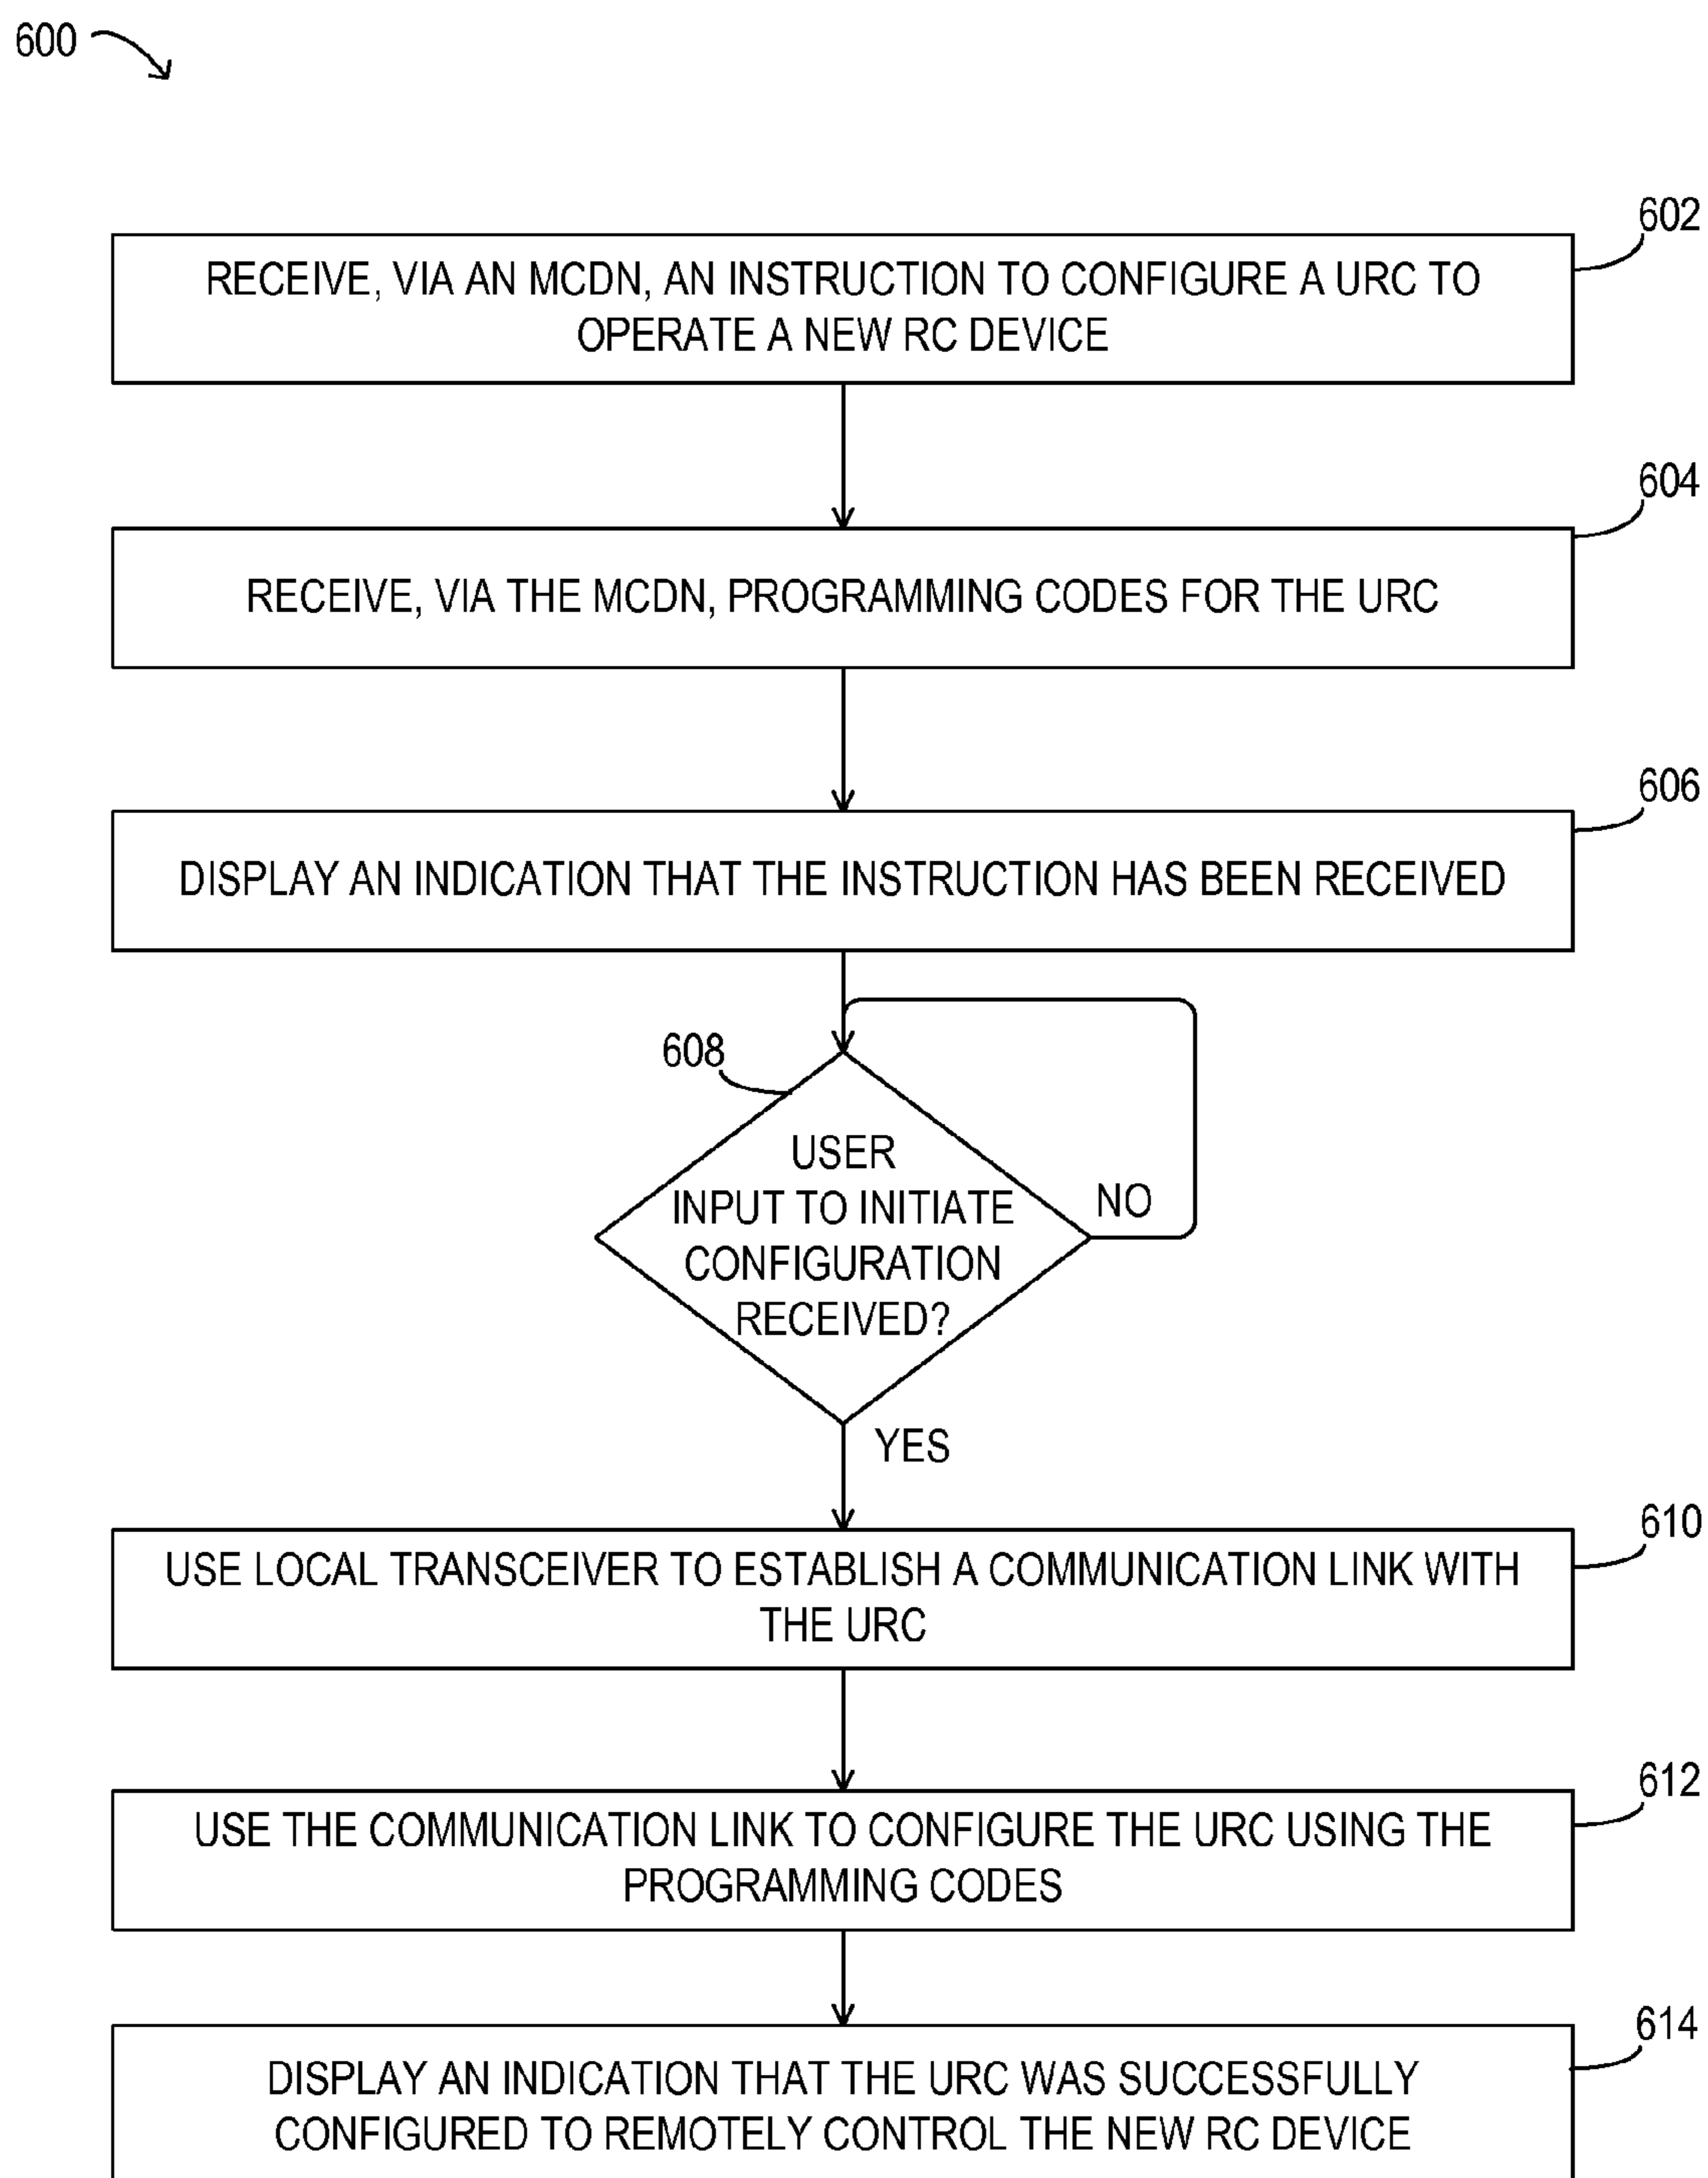 600
602
RECEIVE, VIA AN MCDN, AN INSTRUCTION TO CONFIGURE A URC TO
OPERATE A NEW RC DEVICE
604
RECEIVE, VIA THE MCDN, PROGRAMMING CODES FOR THE URC
606
DISPLAY AN INDICATION THAT THE INSTRUCTION HAS BEEN RECEIVED
608
USER
INPUT TO INITIATE
CONFIGURATION
RECEIVED?
NO
YES
610
USE LOCAL TRANSCEIVER TO ESTABLISH A COMMUNICATION LINK WITH
THE URC
612
USE THE COMMUNICATION LINK TO CONFIGURE THE URC USING THE
PROGRAMMING CODES
614
DISPLAY AN INDICATION THAT THE URC WAS SUCCESSFULLY
CONFIGURED TO REMOTELY CONTROL THE NEW RC DEVICE